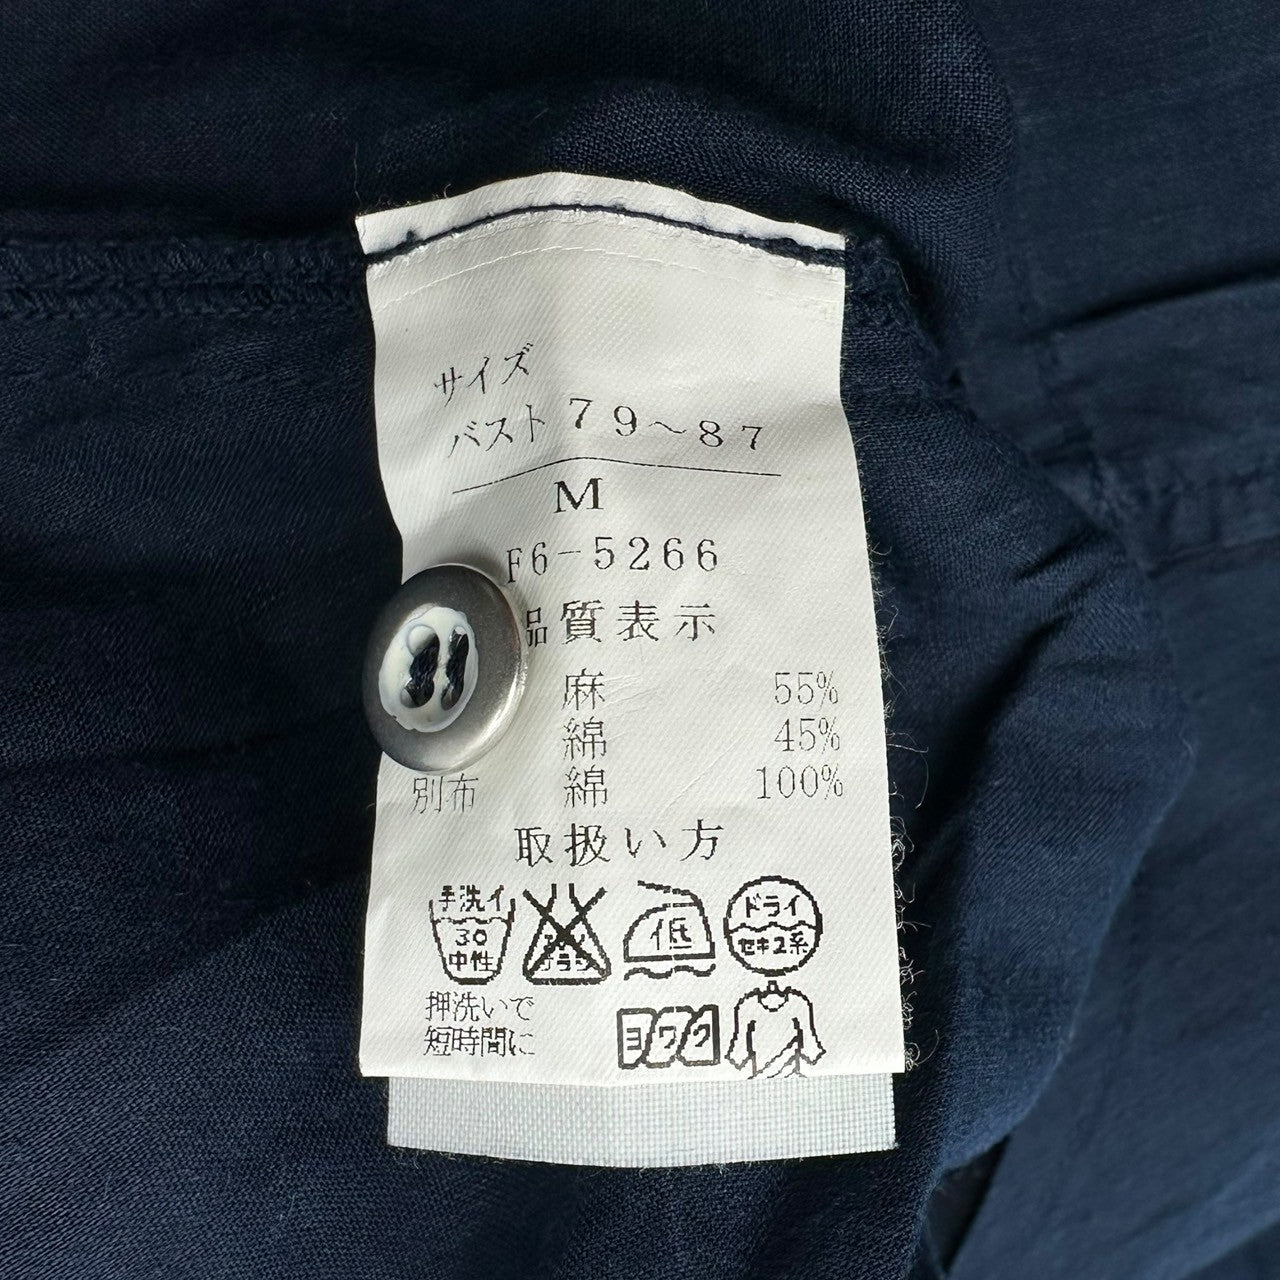 サイズ
バスト 79~87
M
F6-5266
品質表示
麻 55%
綿 45%
別布 綿 100%
取扱い方
手洗イ
30
中性
低
ドライ
セキユ系
押洗いで
短時間に
ヨワク